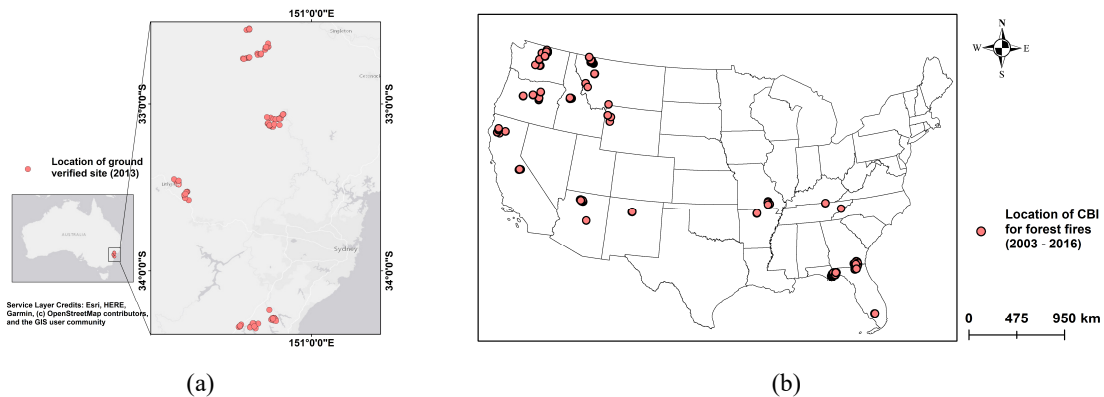 151°0'0"E
Singleton
33°0'0"S
33°0'0"S
Location of ground
verified site (2013)
AUSTRALIA
Sydney
34°0'0"S
34°0'0"S
Service Layer Credits: Esri, HERE,
Garmin, (c) OpenStreetMap contributors,
and the GIS user community
151°0'0"E
(a)
N
W
E
S
Location of CBI
for forest fires
(2003 - 2016)
0 475 950 km
(b)